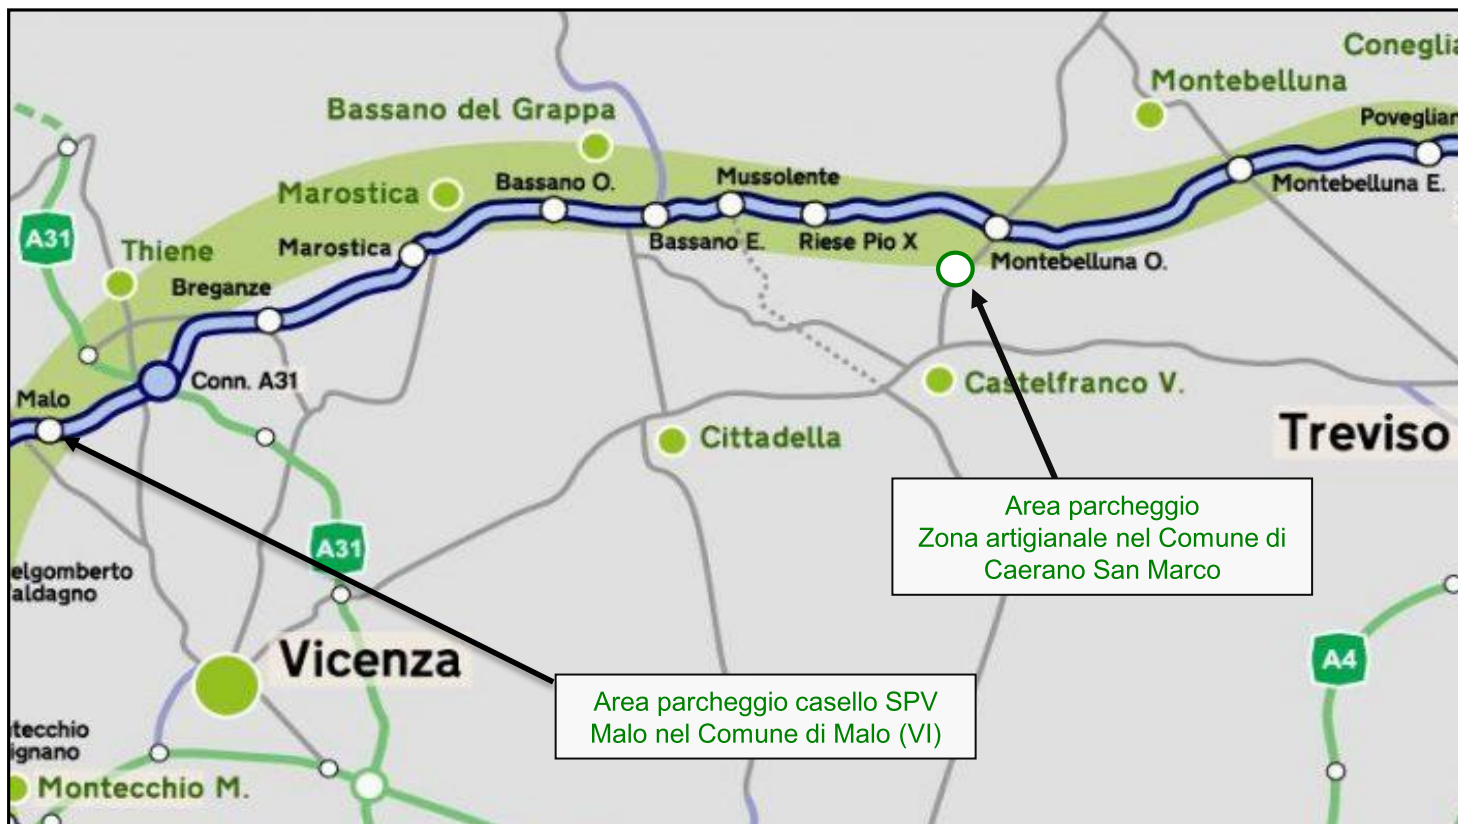 Coneglia
Montebelluna
Bassano del Grappa
Poveglian
Mussolente
Bassano O.
Marostica
Montebelluna E.
A31
Bassano E.
Riese Pio X
Marostica
Thiene
Montebelluna O.
Breganze
Conn. A31
Castelfranco V.
Malo
Treviso
Cittadella
Area parcheggio
Zona artigianale nel Comune di
Caerano San Marco
A31
elgomberto
aldagno
Vicenza
A4
Area parcheggio casello SPV
Malo nel Comune di Malo (VI)
tecchio
ignano
Montecchio M.